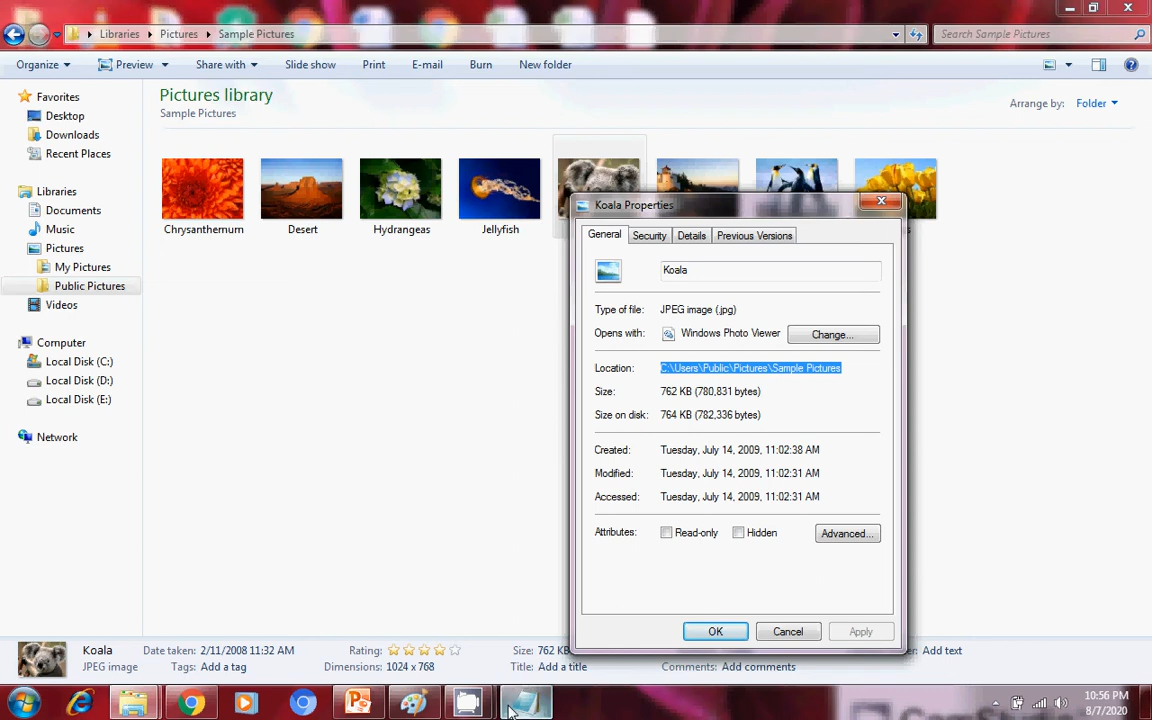 Libraries Pictures Sample Pictures
Search Sample Pictures
Organize Preview Share with Slide show Print E-mail Burn New folder
Favorites
Desktop
Downloads
Recent Places
Libraries
Documents
Music
Pictures
My Pictures
Public Pictures
Videos
Computer
Local Disk (C:)
Local Disk (D:)
Local Disk (E:)
Network
Pictures library
Sample Pictures
Arrange by: Folder
Chrysanthemum Desert Hydrangeas Jellyfish
Koala Properties
General Security Details Previous Versions
Koala
Type of file: JPEG image (.jpg)
Opens with: Windows Photo Viewer Change...
Location: C:\Users\Public\Pictures\Sample Pictures
Size: 762 KB (780,831 bytes)
Size on disk: 764 KB (782,336 bytes)
Created: Tuesday, July 14, 2009, 11:02:38 AM
Modified: Tuesday, July 14, 2009, 11:02:31 AM
Accessed: Tuesday, July 14, 2009, 11:02:31 AM
Attributes: Read-only Hidden Advanced...
OK Cancel Apply
Koala Date taken: 2/11/2008 11:32 AM Rating: Size: 762 KB Add text
JPEG image Tags: Add a tag Dimensions: 1024 x 768 Title: Add a title Comments: Add comments
10:56 PM
8/7/2020